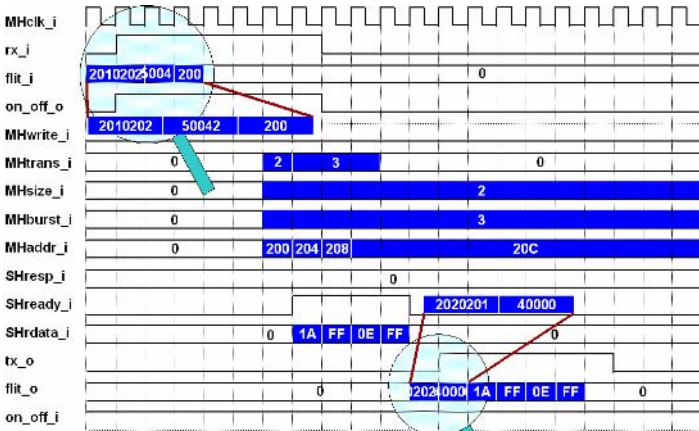 MHclk_i
rx_i
flit_i 2010202 5004 200 0
on_off_o
2010202 50042 200
MHwrite_i
MHtrans_i 0 2 3 0
MHsize_i 0 2
MHburst_i 0 3
MHaddr_i 0 200 204 208 20C
SHresp_i 0
SHready_i 2020201 40000
SHrdata_i 0 1A FF 0E FF 0
tx_o
flit_o 0 0202 4000 1A FF 0E FF 0
on_off_i